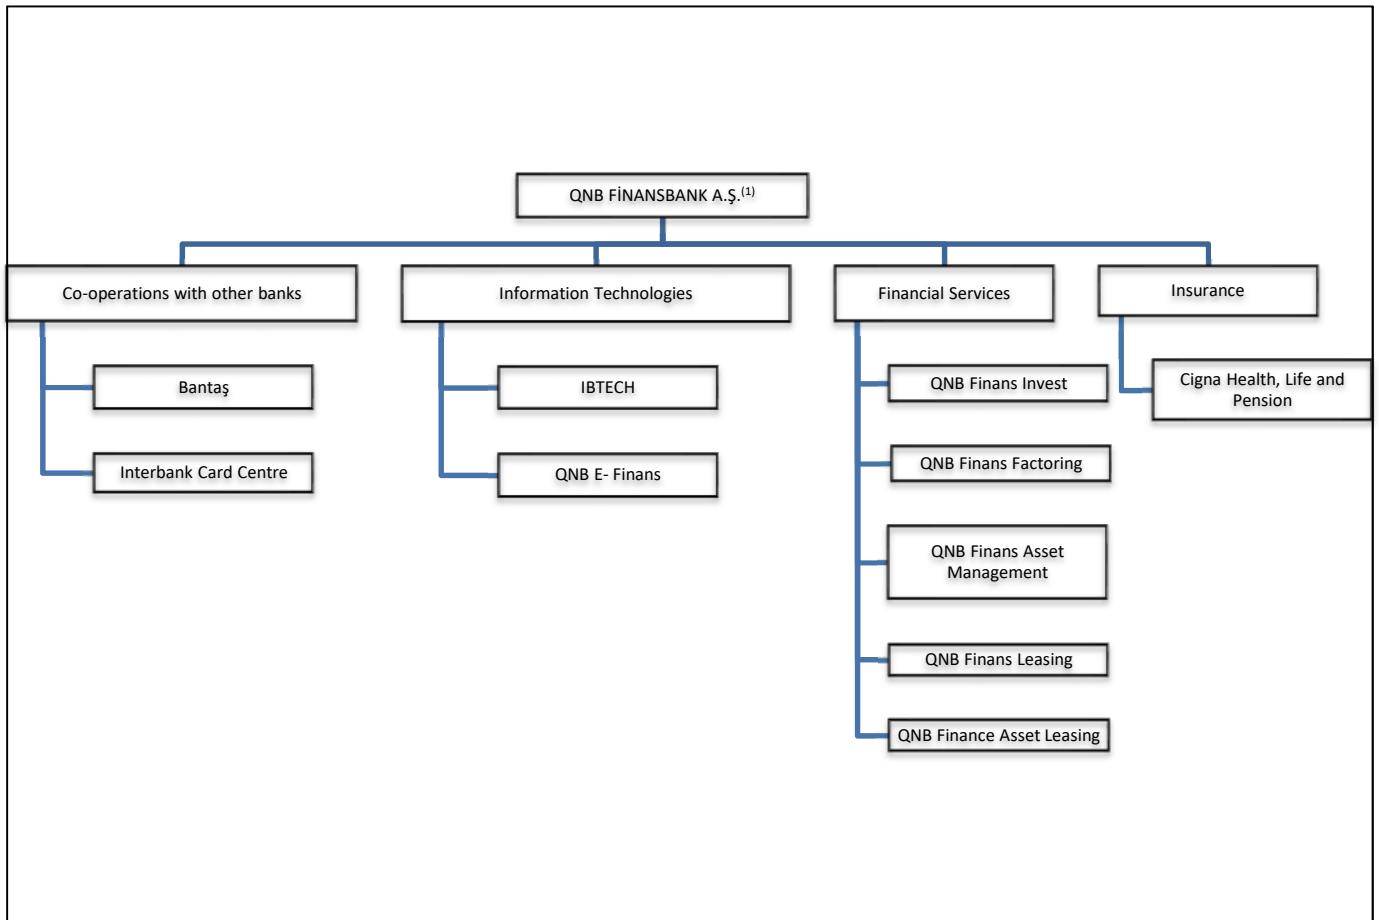 QNB FİNANSBANK A.Ş.(1)
Co-operations with other banks
Information Technologies
Financial Services
Insurance
Bantaş
Interbank Card Centre
IBTECH
QNB E- Finans
QNB Finans Invest
QNB Finans Factoring
QNB Finans Asset
Management
QNB Finans Leasing
QNB Finance Asset Leasing
Cigna Health, Life and
Pension